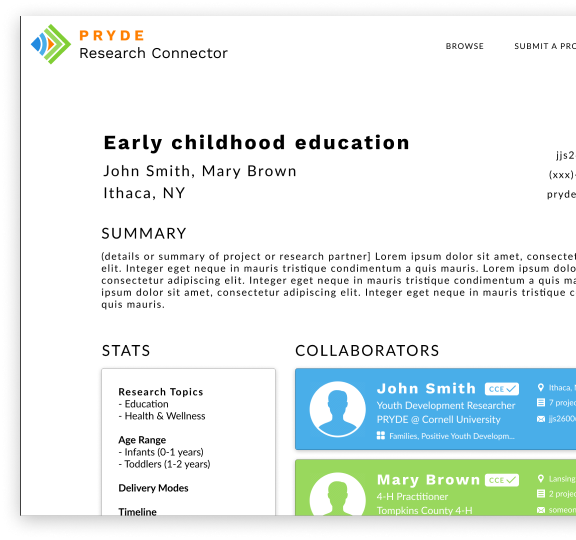 PRYDE
Research Connector
BROWSE
SUBMIT A PRO
Early childhood education
John Smith, Mary Brown
Ithaca, NY
jjs2
(xxx)-
pryde
SUMMARY
(details or summary of project or research partner] Lorem ipsum dolor sit amet, consectet
elit. Integer eget neque in mauris tristique condimentum a quis mauris. Lorem ipsum dolo
consectetur adipiscing elit. Integer eget neque in mauris tristique condimentum a quis ma
ipsum dolor sit amet, consectetur adipiscing elit. Integer eget neque in mauris tristique c
quis mauris.
STATS
Research Topics
- Education
- Health & Wellness
Age Range
- Infants (0-1 years)
- Toddlers (1-2 years)
Delivery Modes
Timeline
COLLABORATORS
John Smith CCE
Youth Development Researcher
PRYDE @ Cornell University
Families, Positive Youth Developm...
Ithaca,
7 projec
jjs2600
Mary Brown CCE
4-H Practitioner
Tompkins County 4-H
Lansing
2 projec
someon